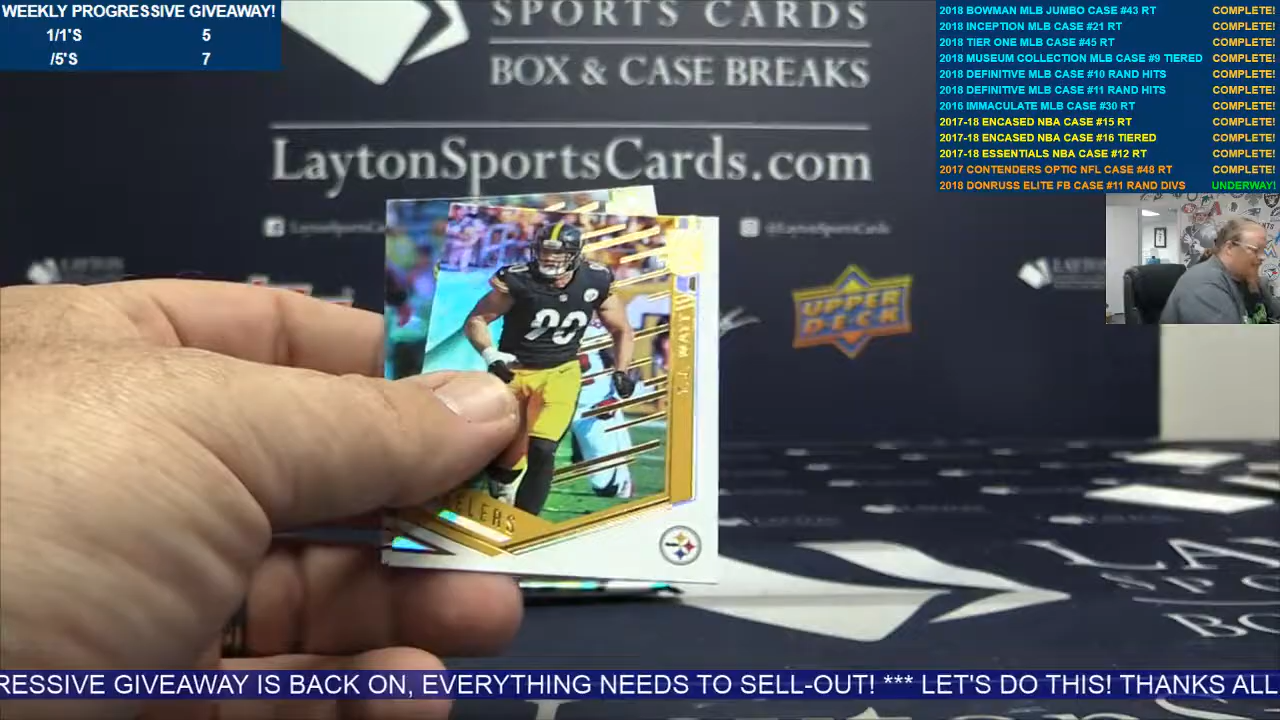 WEEKLY PROGRESSIVE GIVEAWAY!
1/1'S 5
/5'S 7
SPORTS CARDS
BOX & CASE BREAKS
LaytonSportsCards.com
LaytonSportsCards
@LaytonSportsCards
2018 BOWMAN MLB JUMBO CASE #43 RT COMPLETE!
2018 INCEPTION MLB CASE #21 RT COMPLETE!
2018 TIER ONE MLB CASE #45 RT COMPLETE!
2018 MUSEUM COLLECTION MLB CASE #9 TIERED COMPLETE!
2018 DEFINITIVE MLB CASE #10 RAND HITS COMPLETE!
2018 DEFINITIVE MLB CASE #11 RAND HITS COMPLETE!
2016 IMMACULATE MLB CASE #30 RT COMPLETE!
2017-18 ENCASED NBA CASE #15 RT COMPLETE!
2017-18 ENCASED NBA CASE #16 TIERED COMPLETE!
2017-18 ESSENTIALS NBA CASE #12 RT COMPLETE!
2017 CONTENDERS OPTIC NFL CASE #48 RT COMPLETE!
2018 DONRUSS ELITE FB CASE #11 RAND DIVS UNDERWAY!
UPPER
DECK
90
T.J. WATT
ELERS
RESSIVE GIVEAWAY IS BACK ON, EVERYTHING NEEDS TO SELL-OUT! *** LET'S DO THIS! THANKS ALL